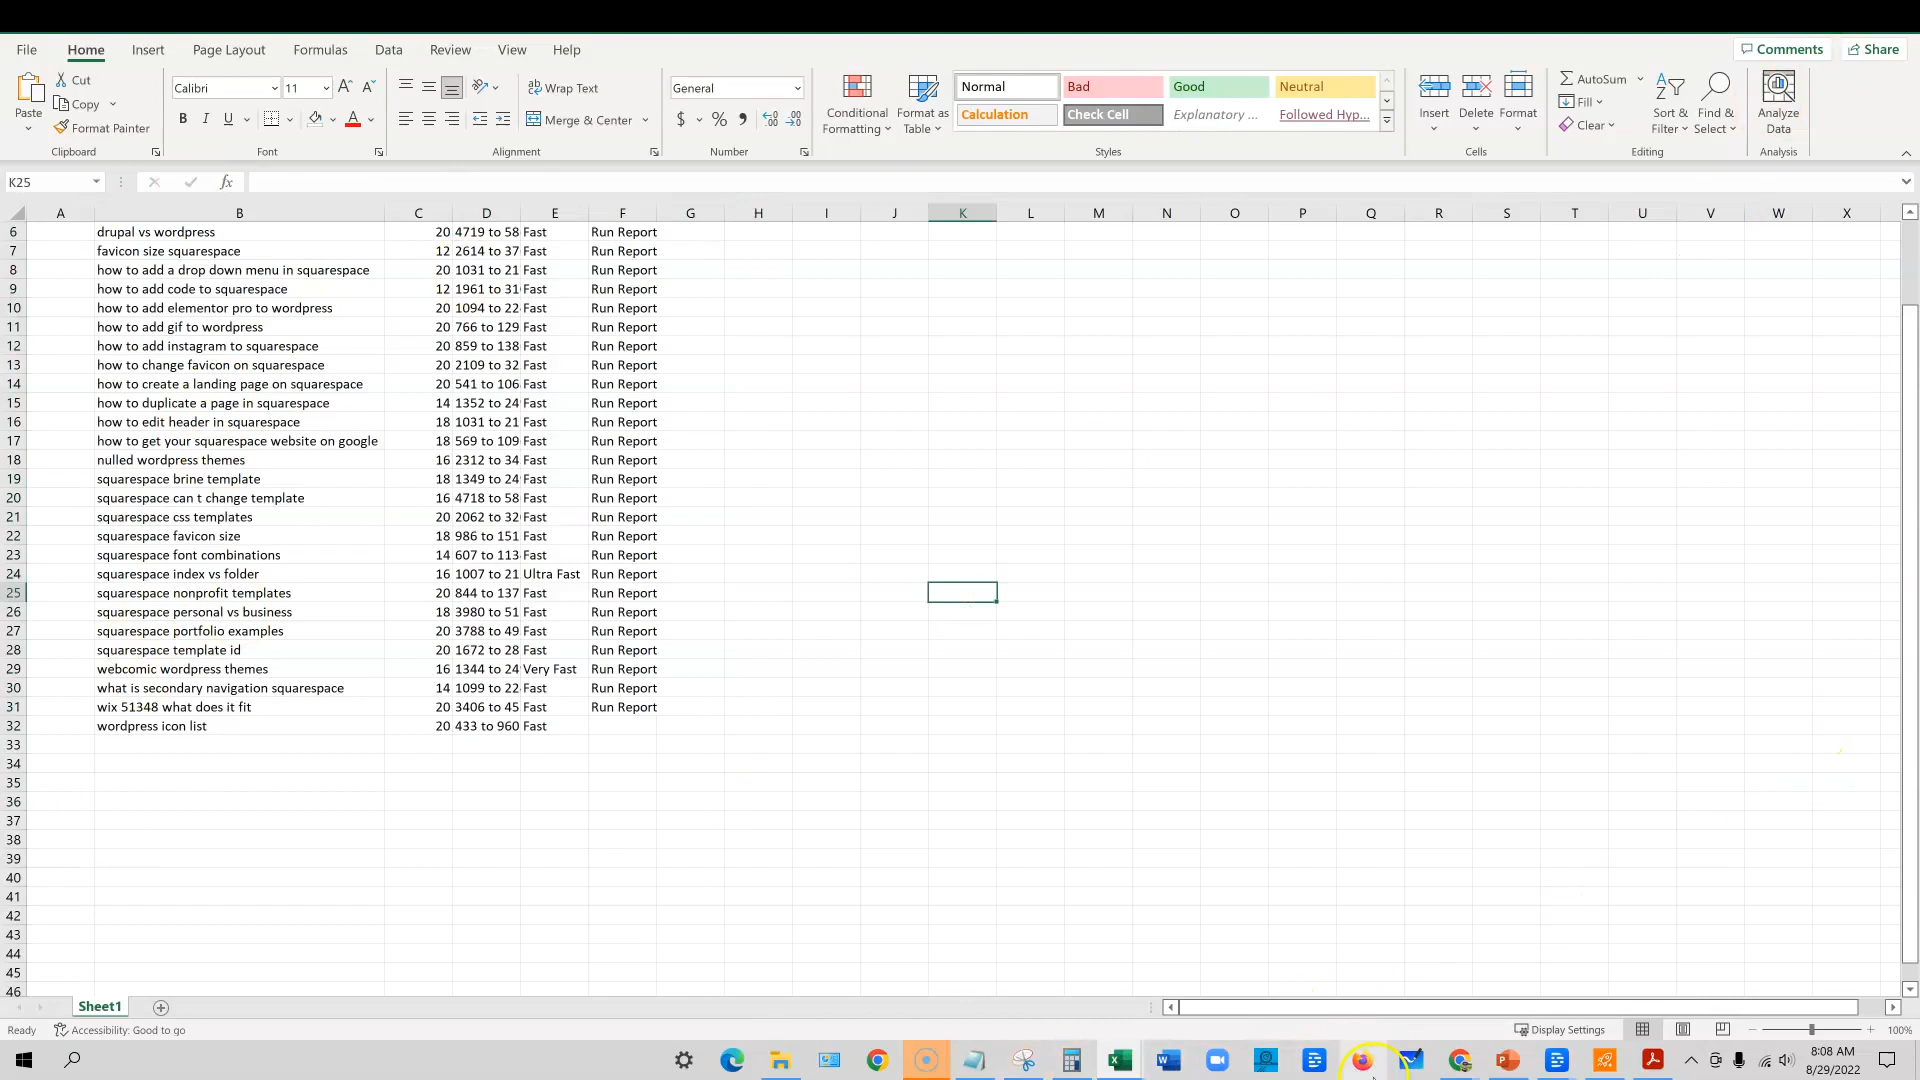 File Home Insert Page Layout Formulas Data Review View Help Comments Share
Paste Cut Copy Format Painter Clipboard
Calibri 11 B I U A Font
Wrap Text Merge & Center Alignment
General $ % Number
Conditional Formatting Format as Table
Normal Bad Good Neutral
Calculation Check Cell Explanatory ... Followed Hyp...
Styles
Insert Delete Format Cells
AutoSum Fill Clear Sort & Filter Find & Select Editing
Analyze Data Analysis
K25 fx
A B C D E F G H I J K L M N O P Q R S T U V W X
6 drupal vs wordpress 20 4719 to 58 Fast Run Report
7 favicon size squarespace 12 2614 to 37 Fast Run Report
8 how to add a drop down menu in squarespace 20 1031 to 21 Fast Run Report
9 how to add code to squarespace 12 1961 to 31 Fast Run Report
10 how to add elementor pro to wordpress 20 1094 to 22 Fast Run Report
11 how to add gif to wordpress 20 766 to 129 Fast Run Report
12 how to add instagram to squarespace 20 859 to 138 Fast Run Report
13 how to change favicon on squarespace 20 2109 to 32 Fast Run Report
14 how to create a landing page on squarespace 20 541 to 106 Fast Run Report
15 how to duplicate a page in squarespace 14 1352 to 24 Fast Run Report
16 how to edit header in squarespace 18 1031 to 21 Fast Run Report
17 how to get your squarespace website on google 18 569 to 109 Fast Run Report
18 nulled wordpress themes 16 2312 to 34 Fast Run Report
19 squarespace brine template 18 1349 to 24 Fast Run Report
20 squarespace can t change template 16 4718 to 58 Fast Run Report
21 squarespace css templates 20 2062 to 32 Fast Run Report
22 squarespace favicon size 18 986 to 151 Fast Run Report
23 squarespace font combinations 14 607 to 113 Fast Run Report
24 squarespace index vs folder 16 1007 to 21 Ultra Fast Run Report
25 squarespace nonprofit templates 20 844 to 137 Fast Run Report
26 squarespace personal vs business 18 3980 to 51 Fast Run Report
27 squarespace portfolio examples 20 3788 to 49 Fast Run Report
28 squarespace template id 20 1672 to 28 Fast Run Report
29 webcomic wordpress themes 16 1344 to 24 Very Fast Run Report
30 what is secondary navigation squarespace 14 1099 to 22 Fast Run Report
31 wix 51348 what does it fit 20 3406 to 45 Fast Run Report
32 wordpress icon list 20 433 to 960 Fast
33
34
35
36
37
38
39
40
41
42
43
44
45
46
Sheet1
Ready Accessibility: Good to go Display Settings 100%
8:08 AM
8/29/2022